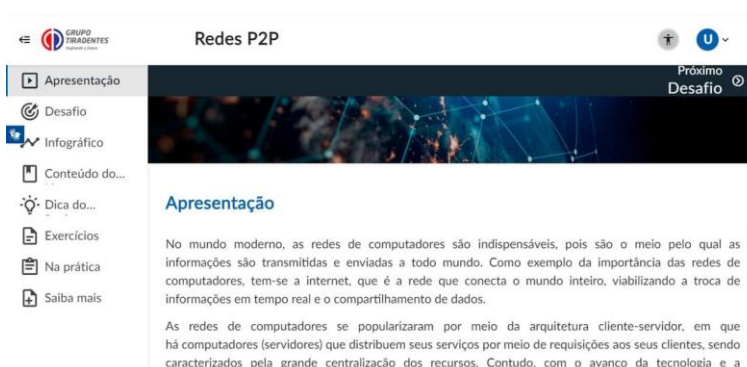 GRUPO
TIRADENTES
Redes P2P
U
Apresentação
Próximo
Desafio
Desafio
Infográfico
Conteúdo do...
Dica do...
Exercícios
Na prática
Saiba mais
Apresentação
No mundo moderno, as redes de computadores são indispensáveis, pois são o meio pelo qual as
informações são transmitidas e enviadas a todo mundo. Como exemplo da importância das redes de
computadores, tem-se a internet, que é a rede que conecta o mundo inteiro, viabilizando a troca de
informações em tempo real e o compartilhamento de dados.
As redes de computadores se popularizaram por meio da arquitetura cliente-servidor, em que
há computadores (servidores) que distribuem seus serviços por meio de requisições aos seus clientes, sendo
caracterizados pela grande centralização dos recursos. Contudo, com o avanço da tecnologia e a